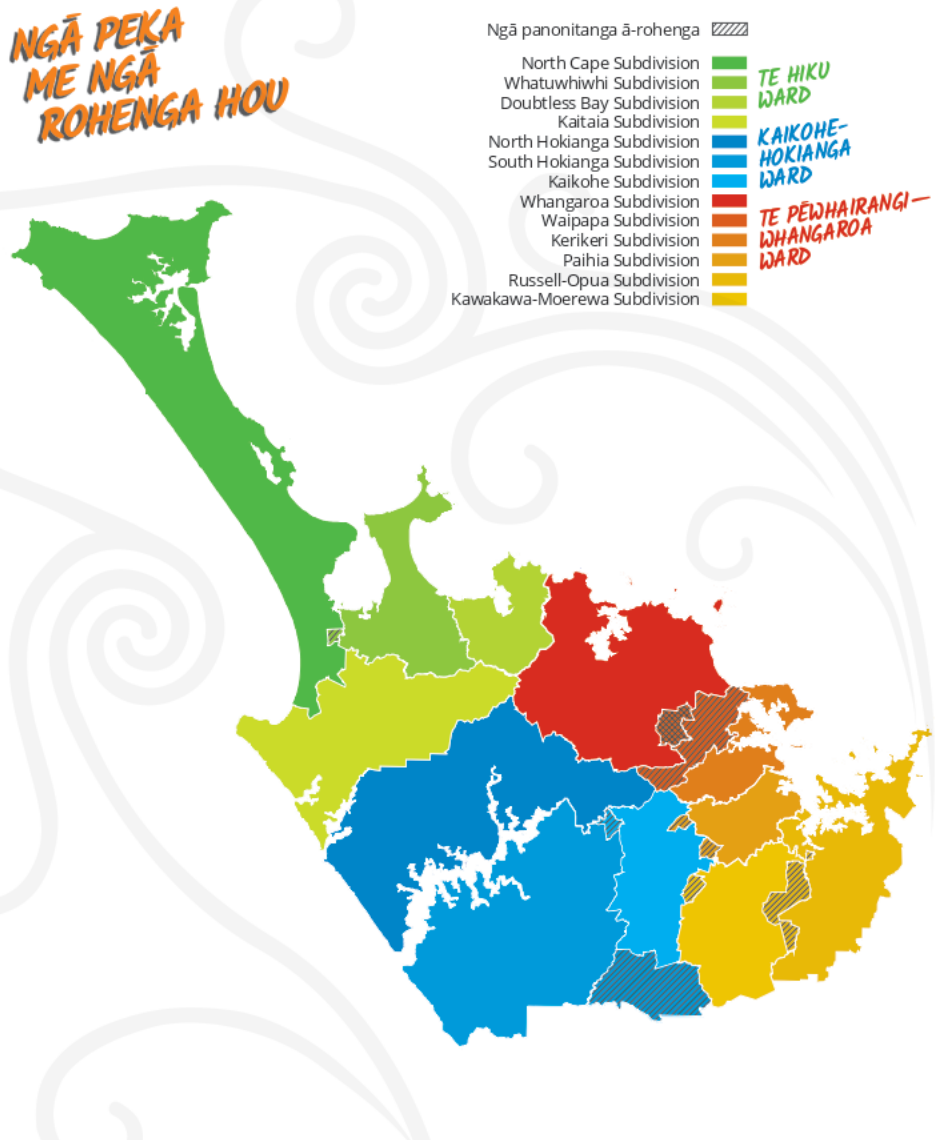 NGĀ PEKA
ME NGĀ
ROHENGA HOU
Ngā panonitanga ā-rohenga
North Cape Subdivision
Whatuwhiwhi Subdivision
Doubtless Bay Subdivision
Kaitaia Subdivision
TE HIKU
WARD
North Hokianga Subdivision
South Hokianga Subdivision
Kaikohe Subdivision
KAIKOHE-
HOKIANGA
WARD
Whangaroa Subdivision
Waipapa Subdivision
Kerikeri Subdivision
Paihia Subdivision
Russell-Opua Subdivision
Kawakawa-Moerewa Subdivision
TE PĒWHAIRANGI—
WHANGAROA
WARD